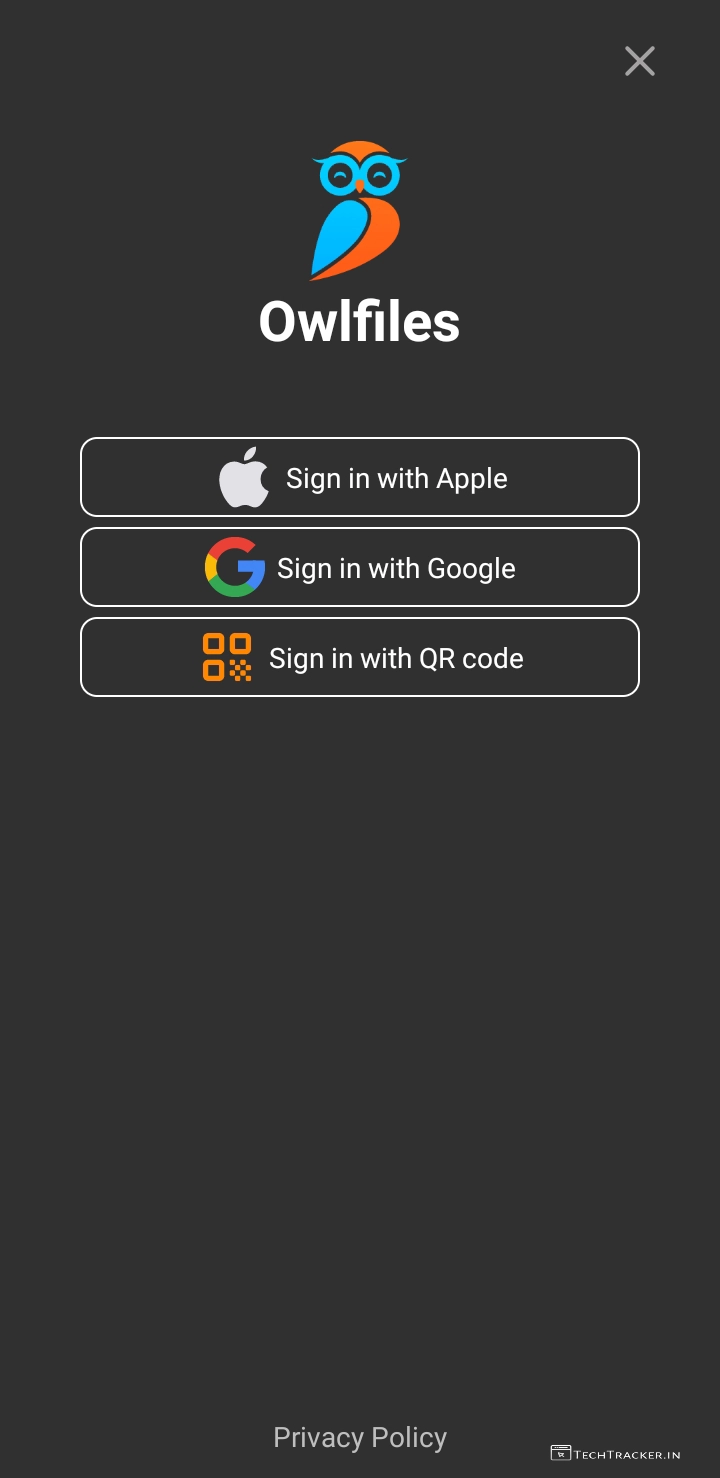 Owlfiles
Sign in with Apple
Sign in with Google
Sign in with QR code
Privacy Policy
TECHTRACKER.IN